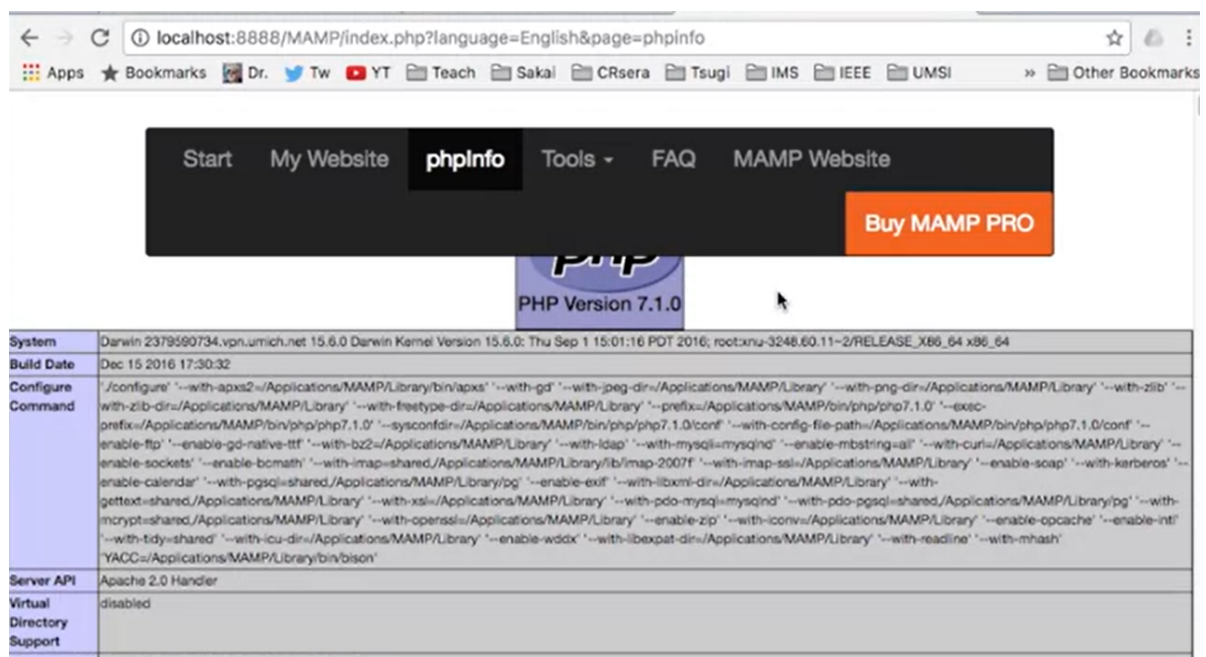 localhost:8888/MAMP/index.php?language=English&page=phpinfo
Apps Bookmarks Dr. Tw YT Teach Sakai CRsera Tsugi IMS IEEE UMSI » Other Bookmarks
Start My Website phpInfo Tools FAQ MAMP Website
Buy MAMP PRO
php
PHP Version 7.1.0
System Darwin 2379590734.vpn.umich.net 15.6.0 Darwin Kernel Version 15.6.0: Thu Sep 1 15:01:16 PDT 2016; root:xnu-3248.60.11~2/RELEASE_X86_64 x86_64
Build Date Dec 15 2016 17:30:32
Configure './configure' '--with-apxs2=/Applications/MAMP/Library/bin/apxs' '--with-gd' '--with-jpeg-dir=/Applications/MAMP/Library' '--with-png-dir=/Applications/MAMP/Library' '--with-zlib' '--
Command with-zlib-dir=/Applications/MAMP/Library' '--with-freetype-dir=/Applications/MAMP/Library' '--prefix=/Applications/MAMP/bin/php/php7.1.0' '--exec-
prefix=/Applications/MAMP/bin/php/php7.1.0' '--sysconfdir=/Applications/MAMP/bin/php/php7.1.0/conf' '--with-config-file-path=/Applications/MAMP/bin/php/php7.1.0/conf' '--
enable-ftp' '--enable-gd-native-ttf' '--with-bz2=/Applications/MAMP/Library' '--with-ldap' '--with-mysqli=mysqlnd' '--enable-mbstring=all' '--with-curl=/Applications/MAMP/Library' '--
enable-sockets' '--enable-bcmath' '--with-imap=shared,/Applications/MAMP/Library/lib/imap-2007f' '--with-imap-ssl=/Applications/MAMP/Library' '--enable-soap' '--with-kerberos' '--
enable-calendar' '--with-pgsql=shared,/Applications/MAMP/Library/pg' '--enable-exif' '--with-libxml-dir=/Applications/MAMP/Library' '--with-
gettext=shared,/Applications/MAMP/Library' '--with-xsl=/Applications/MAMP/Library' '--with-pdo-mysql=mysqlnd' '--with-pdo-pgsql=shared,/Applications/MAMP/Library/pg' '--with-
mcrypt=shared,/Applications/MAMP/Library' '--with-openssl=/Applications/MAMP/Library' '--enable-zip' '--with-iconv=/Applications/MAMP/Library' '--enable-opcache' '--enable-intl'
'--with-tidy=shared' '--with-icu-dir=/Applications/MAMP/Library' '--enable-wddx' '--with-libexpat-dir=/Applications/MAMP/Library' '--with-readline' '--with-mhash'
'YACC=/Applications/MAMP/Library/bin/bison'
Server API Apache 2.0 Handler
Virtual disabled
Directory
Support